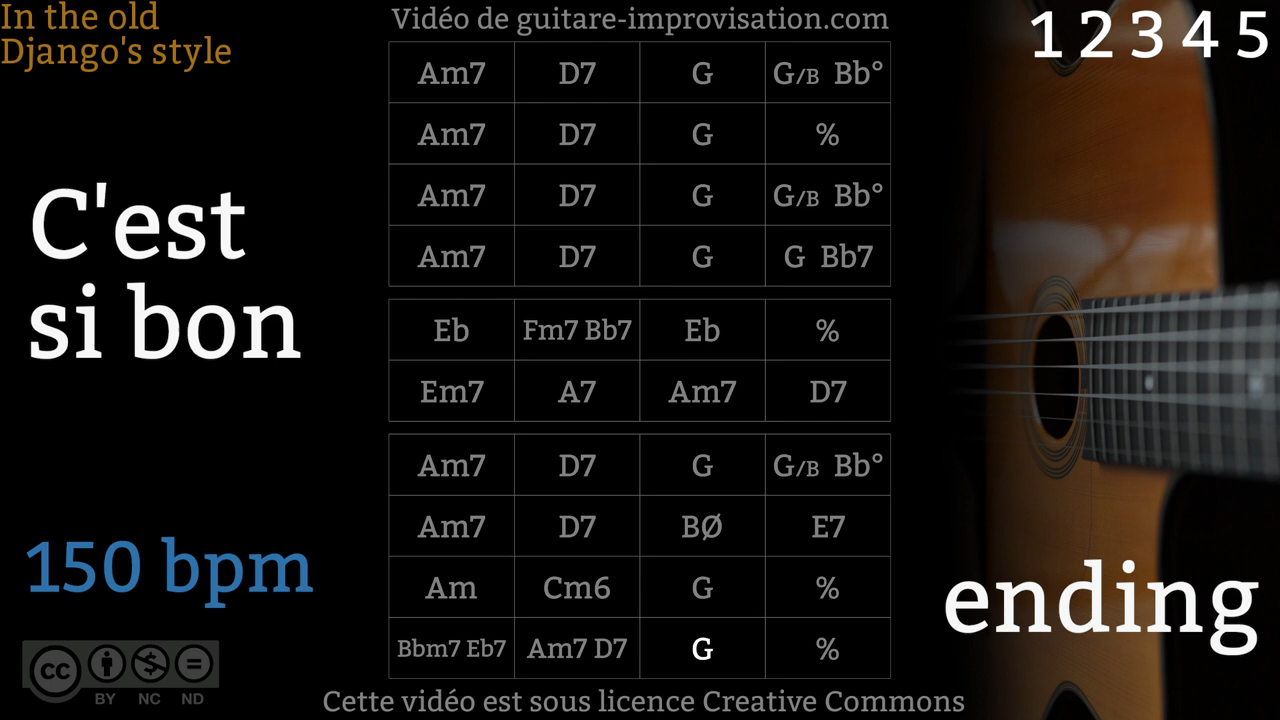 In the old
Django's style
Vidéo de guitare-improvisation.com
1 2 3 4 5
C'est
si bon
150 bpm
Am7 D7 G G/B Bb°
Am7 D7 G %
Am7 D7 G G/B Bb°
Am7 D7 G G Bb7
Eb Fm7 Bb7 Eb %
Em7 A7 Am7 D7
Am7 D7 G G/B Bb°
Am7 D7 BØ E7
Am Cm6 G %
Bbm7 Eb7 Am7 D7 G %
ending
cc
BY NC ND
Cette vidéo est sous licence Creative Commons